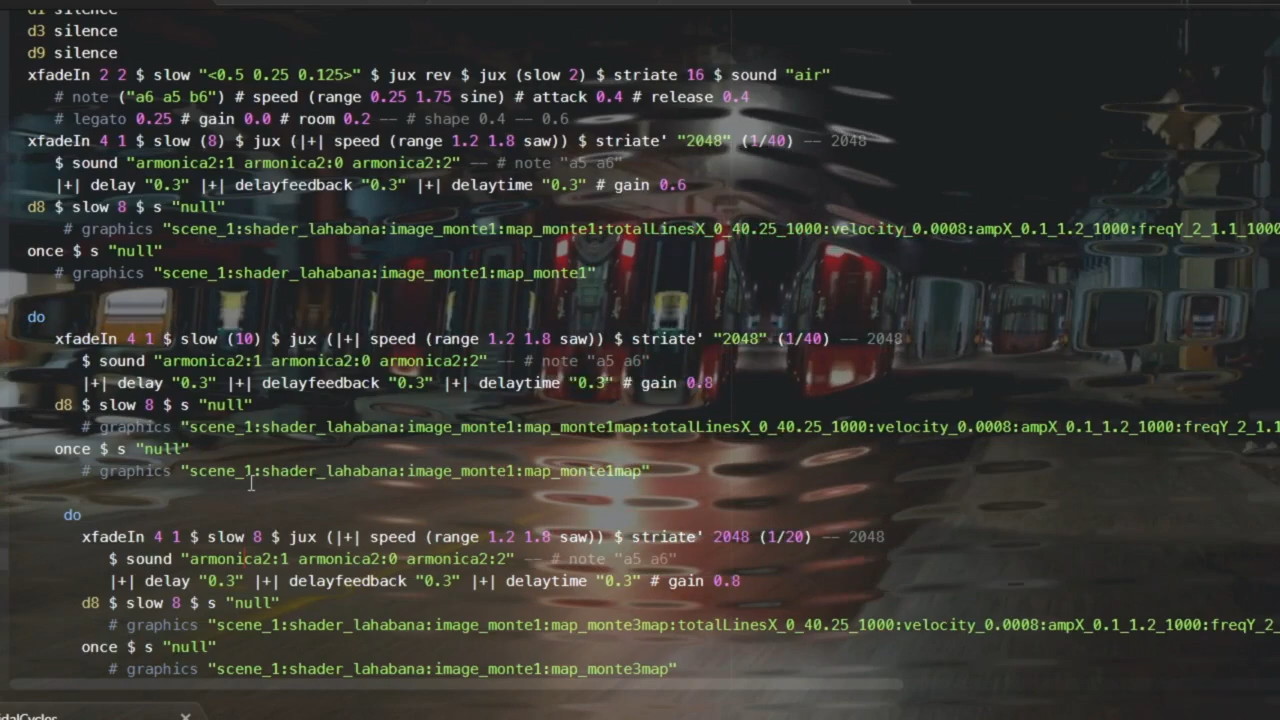 d1 silence
d3 silence
d9 silence
xfadeIn 2 2 $ slow "<0.5 0.25 0.125>" $ jux rev $ jux (slow 2) $ striate 16 $ sound "air"
# note ("a6 a5 b6") # speed (range 0.25 1.75 sine) # attack 0.4 # release 0.4
# legato 0.25 # gain 0.0 # room 0.2 -- # shape 0.4 -- 0.6
xfadeIn 4 1 $ slow (8) $ jux (|+| speed (range 1.2 1.8 saw)) $ striate' "2048" (1/40) -- 2048
$ sound "armonica2:1 armonica2:0 armonica2:2" -- # note "a5 a6"
|+| delay "0.3" |+| delayfeedback "0.3" |+| delaytime "0.3" # gain 0.6
d8 $ slow 8 $ s "null"
# graphics "scene_1:shader_lahabana:image_monte1:map_monte1:totalLinesX_0_40.25_1000:velocity_0.0008:ampX_0.1_1.2_1000:freqY_2_1.1_1000
once $ s "null"
# graphics "scene_1:shader_lahabana:image_monte1:map_monte1"
do
xfadeIn 4 1 $ slow (10) $ jux (|+| speed (range 1.2 1.8 saw)) $ striate' "2048" (1/40) -- 2048
$ sound "armonica2:1 armonica2:0 armonica2:2" -- # note "a5 a6"
|+| delay "0.3" |+| delayfeedback "0.3" |+| delaytime "0.3" # gain 0.8
d8 $ slow 8 $ s "null"
# graphics "scene_1:shader_lahabana:image_monte1:map_monte1map:totalLinesX_0_40.25_1000:velocity_0.0008:ampX_0.1_1.2_1000:freqY_2_1.1
once $ s "null"
# graphics "scene_1:shader_lahabana:image_monte1:map_monte1map"
do
xfadeIn 4 1 $ slow 8 $ jux (|+| speed (range 1.2 1.8 saw)) $ striate' 2048 (1/20) -- 2048
$ sound "armonica2:1 armonica2:0 armonica2:2" -- # note "a5 a6"
|+| delay "0.3" |+| delayfeedback "0.3" |+| delaytime "0.3" # gain 0.8
d8 $ slow 8 $ s "null"
# graphics "scene_1:shader_lahabana:image_monte1:map_monte3map:totalLinesX_0_40.25_1000:velocity_0.0008:ampX_0.1_1.2_1000:freqY_2_
once $ s "null"
# graphics "scene_1:shader_lahabana:image_monte1:map_monte3map"
idalCycles